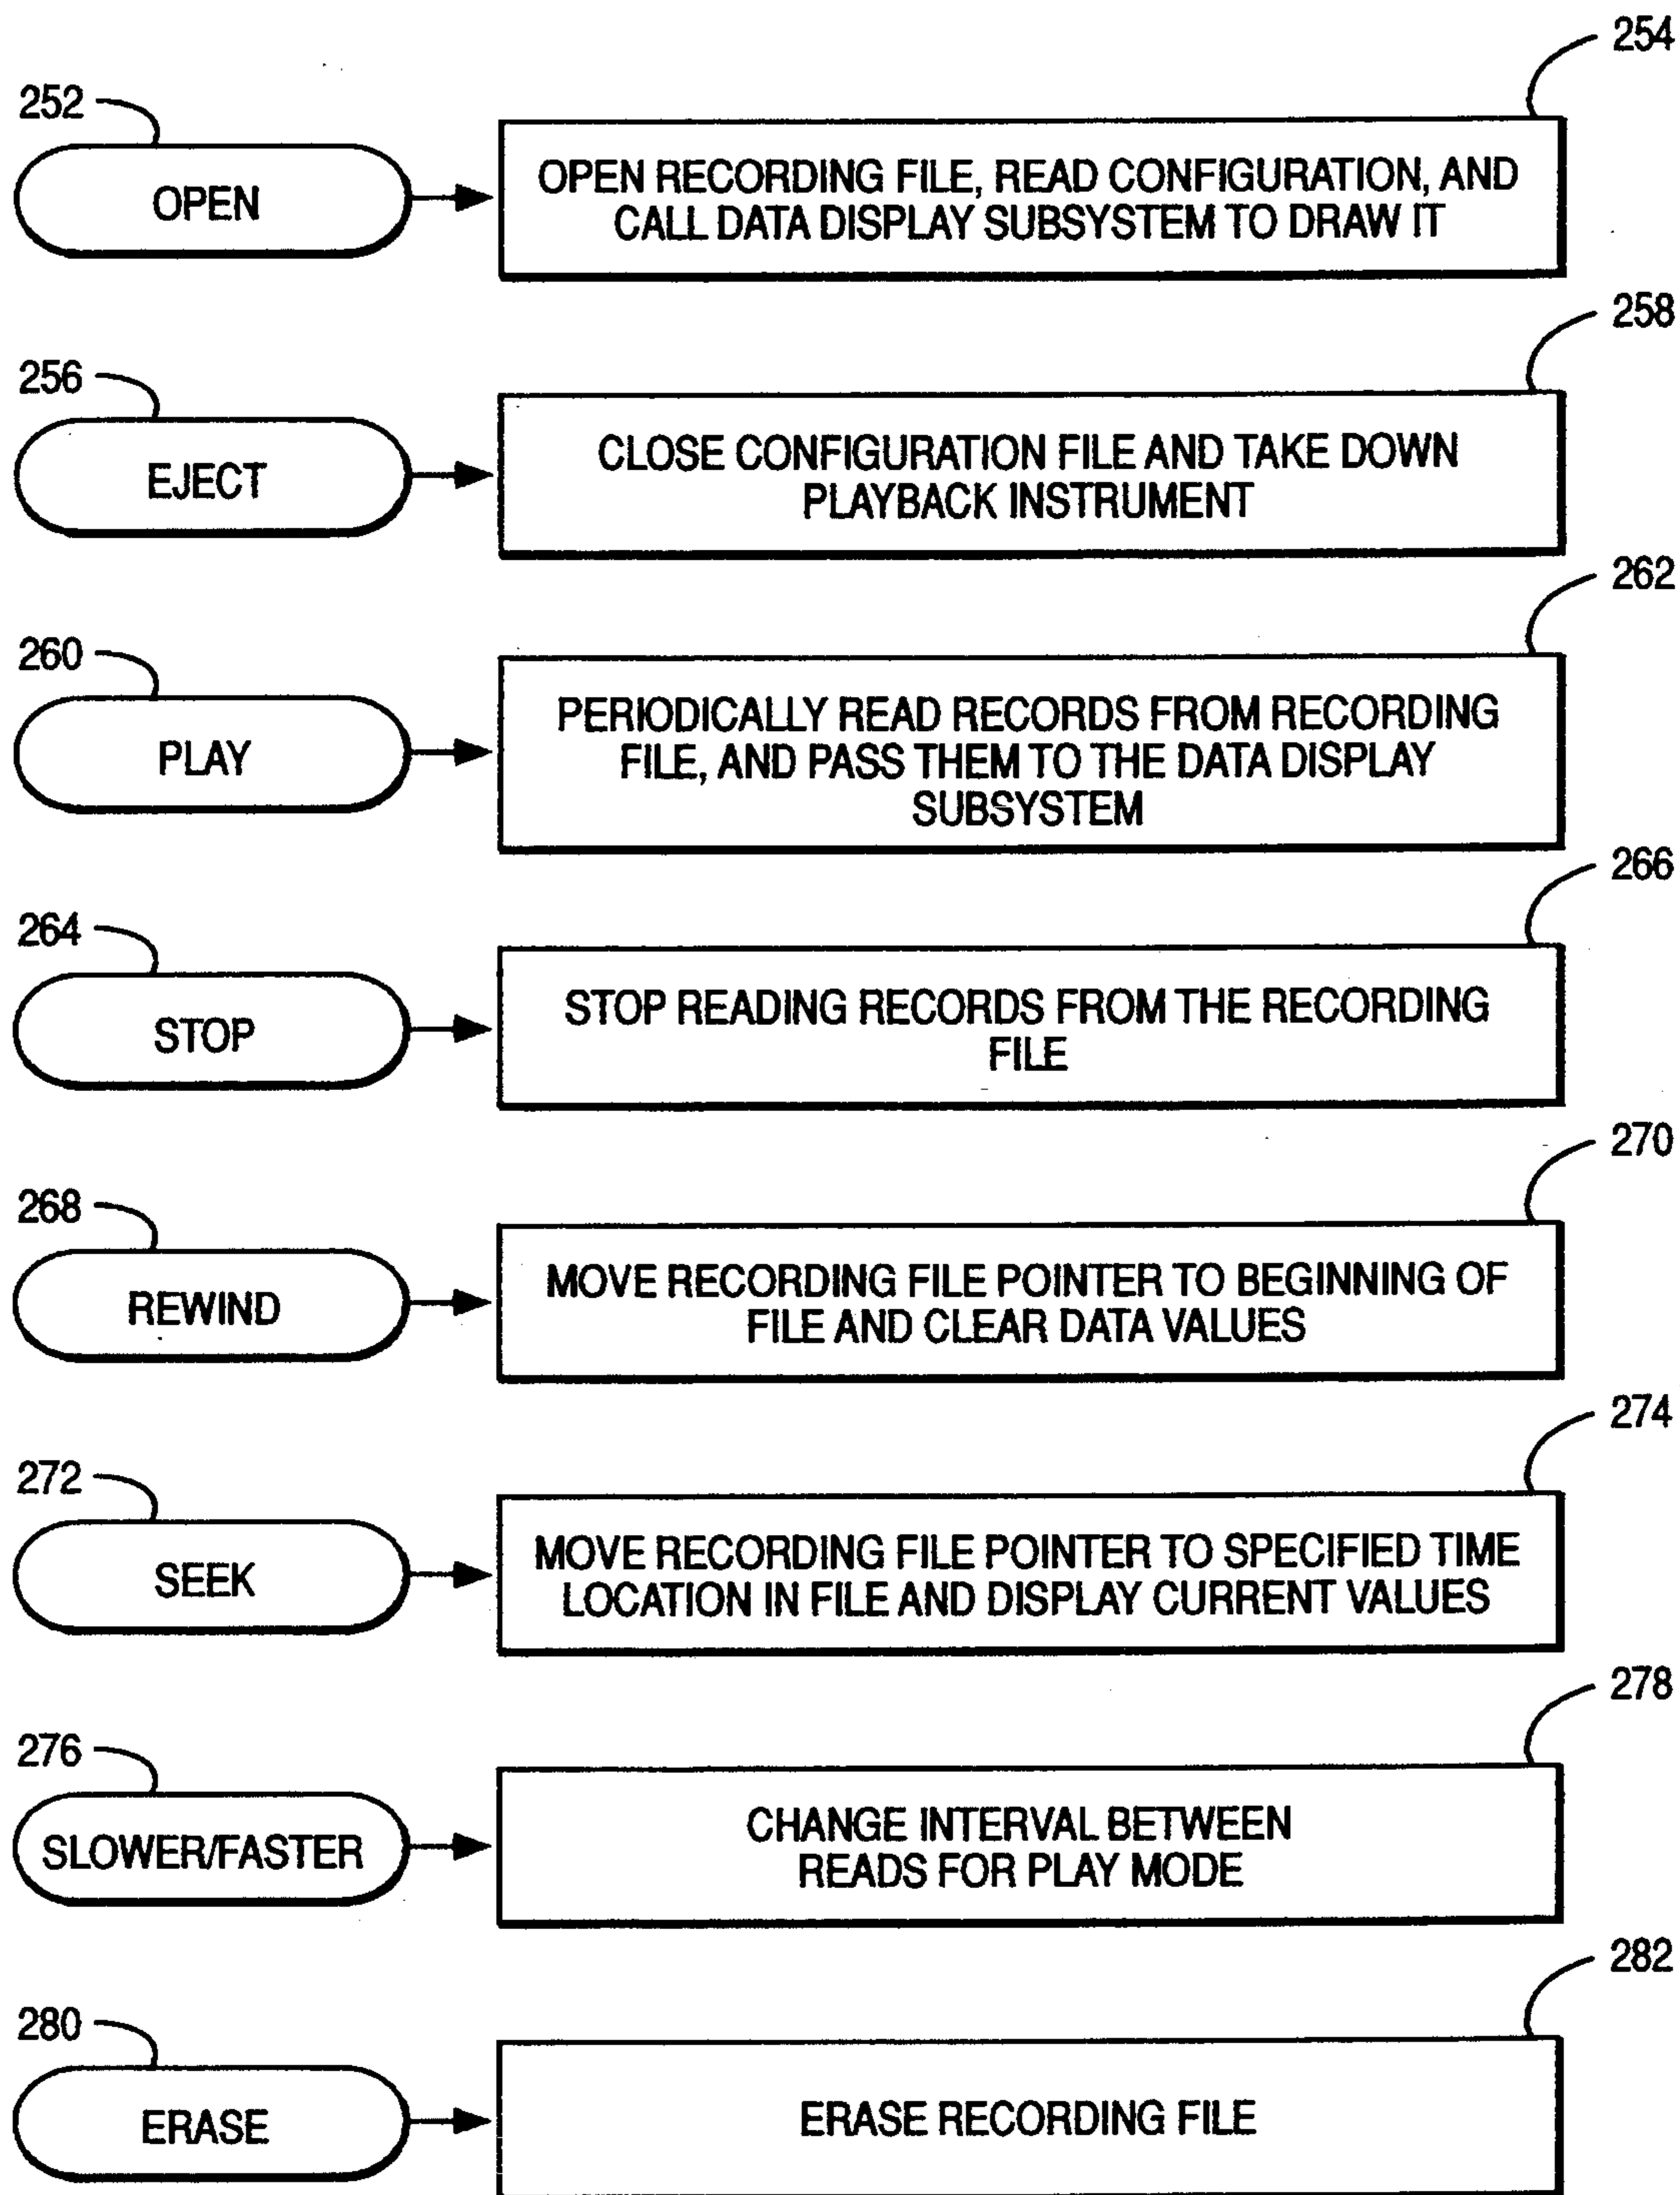 254
252
OPEN
OPEN RECORDING FILE, READ CONFIGURATION, AND
CALL DATA DISPLAY SUBSYSTEM TO DRAW IT
258
256
EJECT
CLOSE CONFIGURATION FILE AND TAKE DOWN
PLAYBACK INSTRUMENT
262
260
PLAY
PERIODICALLY READ RECORDS FROM RECORDING
FILE, AND PASS THEM TO THE DATA DISPLAY
SUBSYSTEM
266
264
STOP
STOP READING RECORDS FROM THE RECORDING
FILE
270
268
REWIND
MOVE RECORDING FILE POINTER TO BEGINNING OF
FILE AND CLEAR DATA VALUES
274
272
SEEK
MOVE RECORDING FILE POINTER TO SPECIFIED TIME
LOCATION IN FILE AND DISPLAY CURRENT VALUES
278
276
SLOWER/FASTER
CHANGE INTERVAL BETWEEN
READS FOR PLAY MODE
282
280
ERASE
ERASE RECORDING FILE